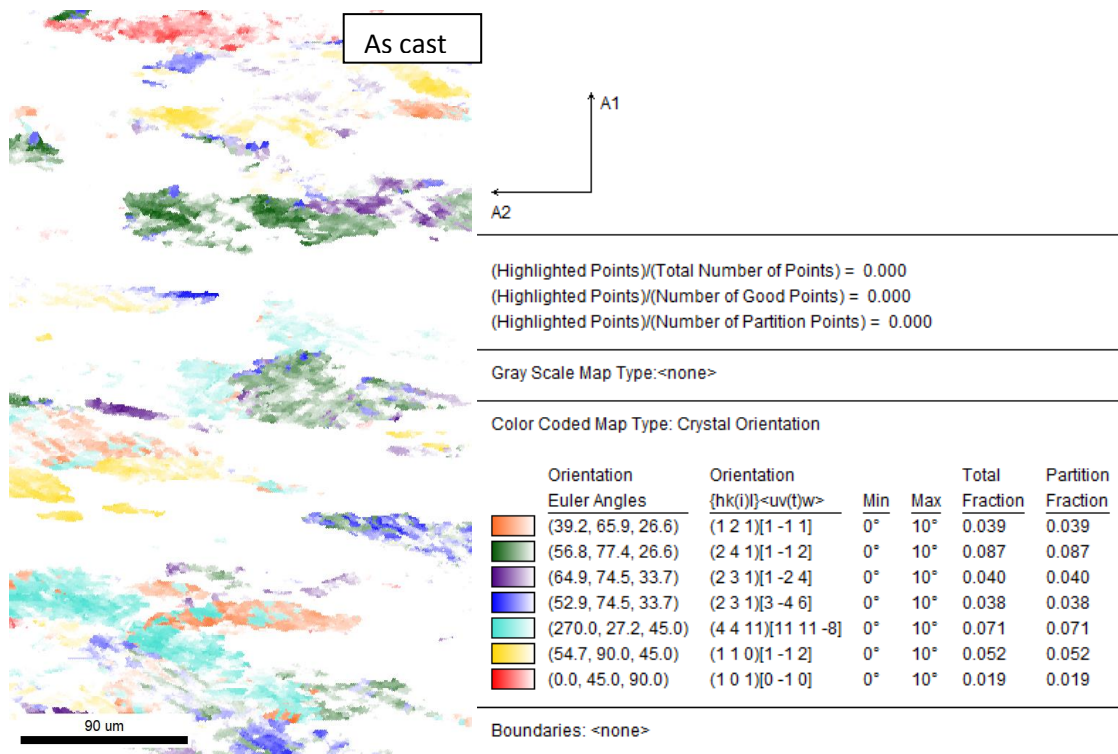 As cast
A1
A2
(Highlighted Points)/(Total Number of Points) = 0.000
(Highlighted Points)/(Number of Good Points) = 0.000
(Highlighted Points)/(Number of Partition Points) = 0.000
Gray Scale Map Type:<none>
Color Coded Map Type: Crystal Orientation
Orientation Orientation Total Partition
Euler Angles {hk(i)l}<uv(t)w> Min Max Fraction Fraction
(39.2, 65.9, 26.6) (1 2 1)[1 -1 1] 0° 10° 0.039 0.039
(56.8, 77.4, 26.6) (2 4 1)[1 -1 2] 0° 10° 0.087 0.087
(64.9, 74.5, 33.7) (2 3 1)[1 -2 4] 0° 10° 0.040 0.040
(52.9, 74.5, 33.7) (2 3 1)[3 -4 6] 0° 10° 0.038 0.038
(270.0, 27.2, 45.0) (4 4 11)[11 11 -8] 0° 10° 0.071 0.071
(54.7, 90.0, 45.0) (1 1 0)[1 -1 2] 0° 10° 0.052 0.052
(0.0, 45.0, 90.0) (1 0 1)[0 -1 0] 0° 10° 0.019 0.019
90 um
Boundaries: <none>